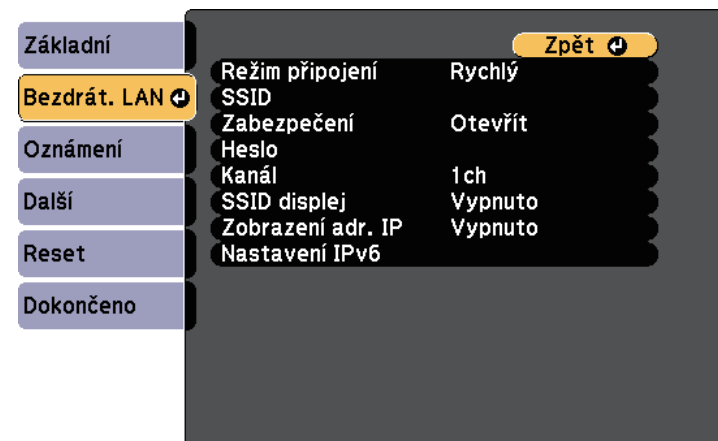 Základní
Bezdrát. LAN
Oznámení
Další
Reset
Dokončeno
Zpět
Režim připojení Rychlý
SSID
Zabezpečení Otevřít
Heslo
Kanál 1ch
SSID displej Vypnuto
Zobrazení adr. IP Vypnuto
Nastavení IPv6